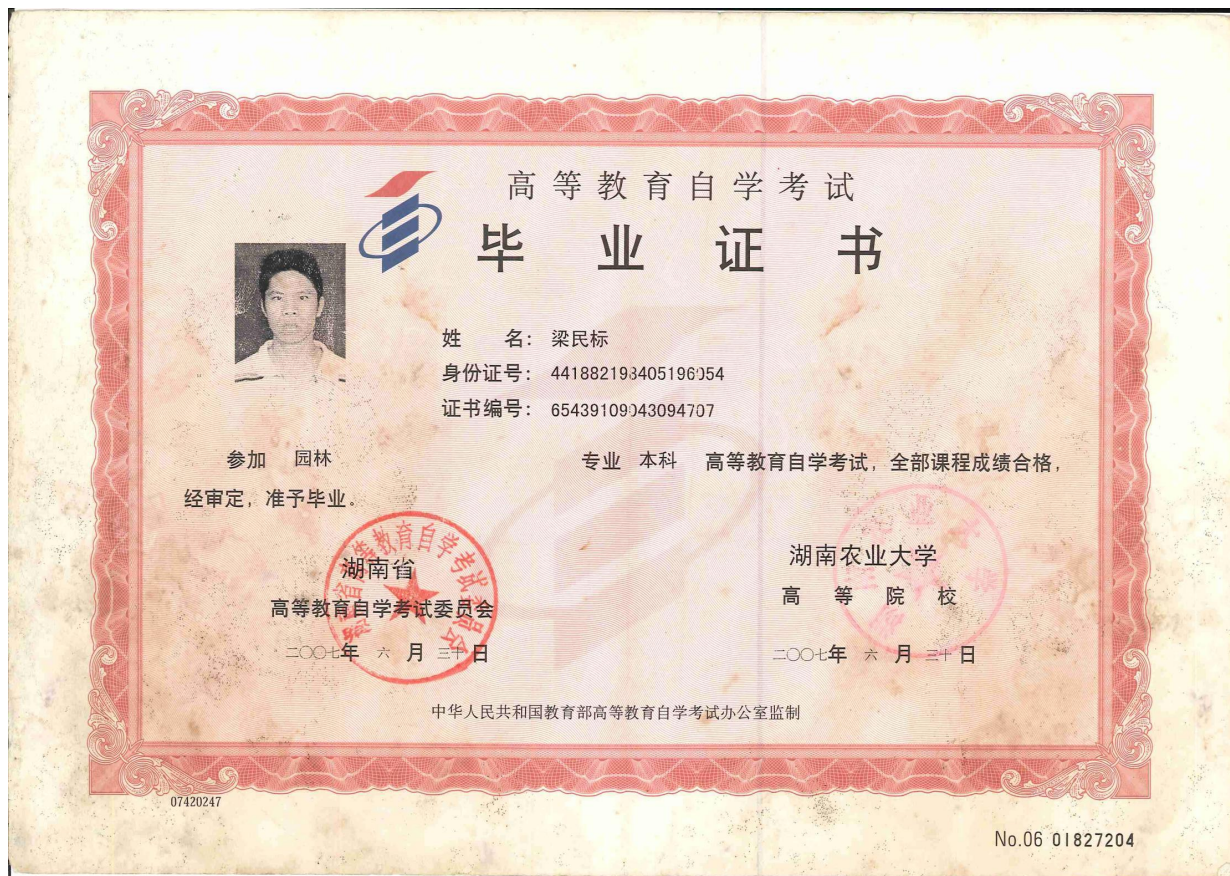 高等教育自学考试
毕业证书
姓 名： 梁民标
身份证号： 441882198405196054
证书编号： 65439109043094707
参加 园林 专业 本科 高等教育自学考试，全部课程成绩合格，
经审定，准予毕业。
湖南省
高等教育自学考试委员会
二〇〇七年 六 月 三十 日
湖南农业大学
高 等 院 校
二〇〇七年 六 月 三十 日
中华人民共和国教育部高等教育自学考试办公室监制
07420247
No.06 01827204